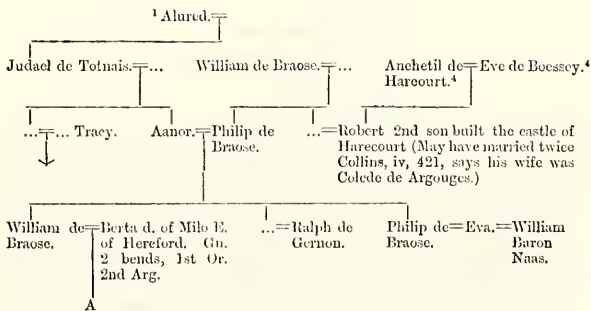 ¹ Alured.
Judael de Totnais. ... William de Braose. ... Anchetil de Harcourt.⁴ Eve de Boessey.⁴
... ... Tracy. Aanor. Philip de Braose. ... Robert 2nd son built the castle of
Harecourt (May have married twice
Collins, iv, 421, says his wife was
Colede de Argouges.)
William de Braose. Berta d. of Milo E.
of Hereford. Gu.
2 bends, 1st Or.
2nd Arg.
... Ralph de
Gernon.
Philip de
Braose.
Eva.
William
Baron
Naas.
A